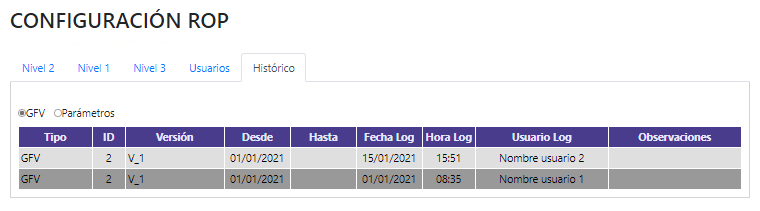 CONFIGURACIÓN ROP
Nivel 2 Nivel 1 Nivel 3 Usuarios Histórico
GFV Parámetros
Tipo ID Versión Desde Hasta Fecha Log Hora Log Usuario Log Observaciones
GFV 2 V_1 01/01/2021 15/01/2021 15:51 Nombre usuario 2
GFV 2 V_1 01/01/2021 01/01/2021 08:35 Nombre usuario 1